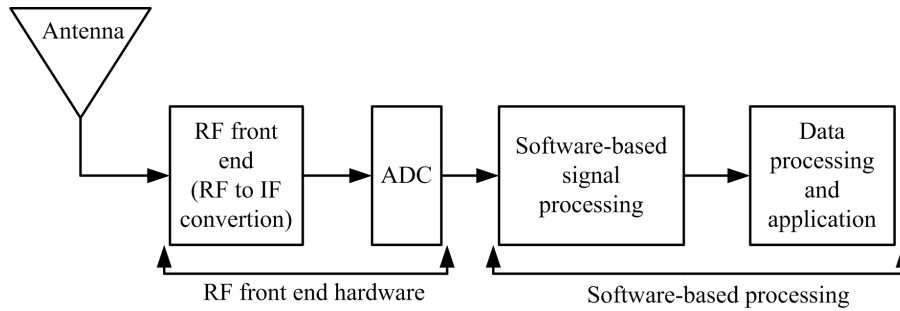 Antenna
RF front
end
(RF to IF
convertion)
ADC
Software-based
signal
processing
Data
processing
and
application
RF front end hardware
Software-based processing